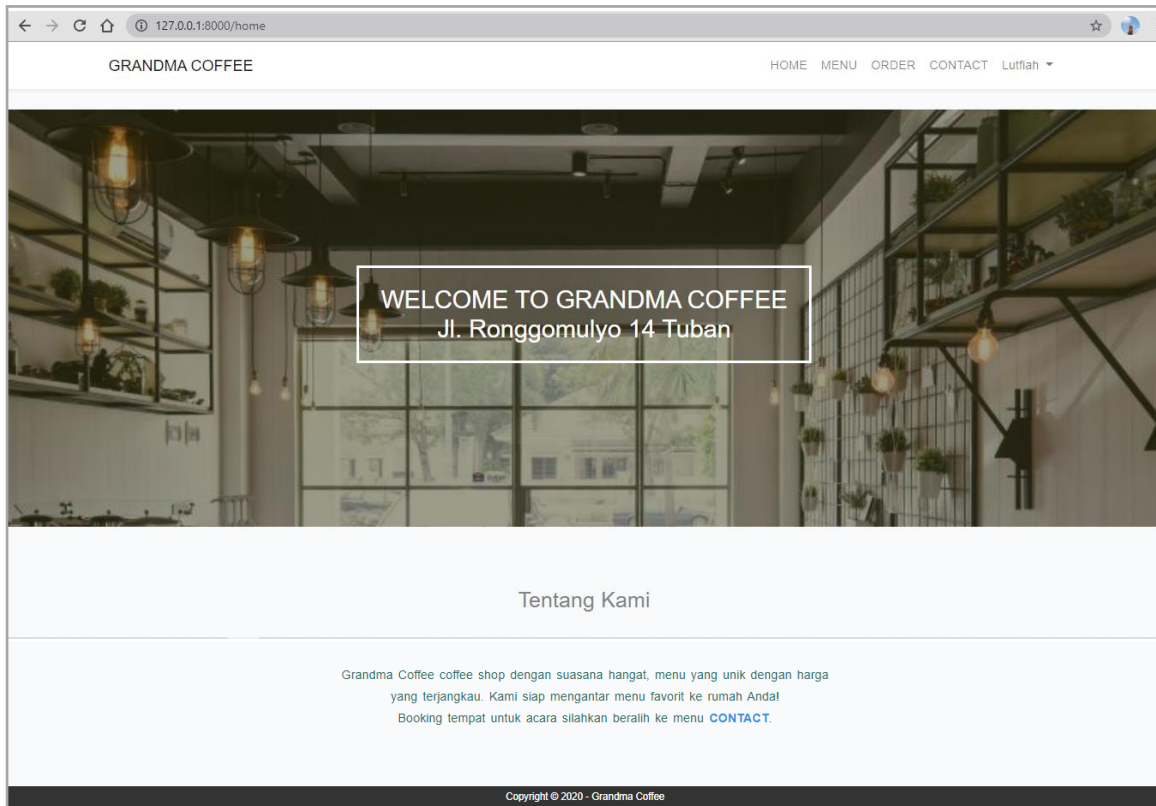 127.0.0.1:8000/home
GRANDMA COFFEE HOME MENU ORDER CONTACT Lutfiah
WELCOME TO GRANDMA COFFEE
Jl. Ronggomulyo 14 Tuban
Tentang Kami
Grandma Coffee coffee shop dengan suasana hangat, menu yang unik dengan harga
yang terjangkau. Kami siap mengantar menu favorit ke rumah Anda!
Booking tempat untuk acara silahkan beralih ke menu CONTACT.
Copyright © 2020 - Grandma Coffee